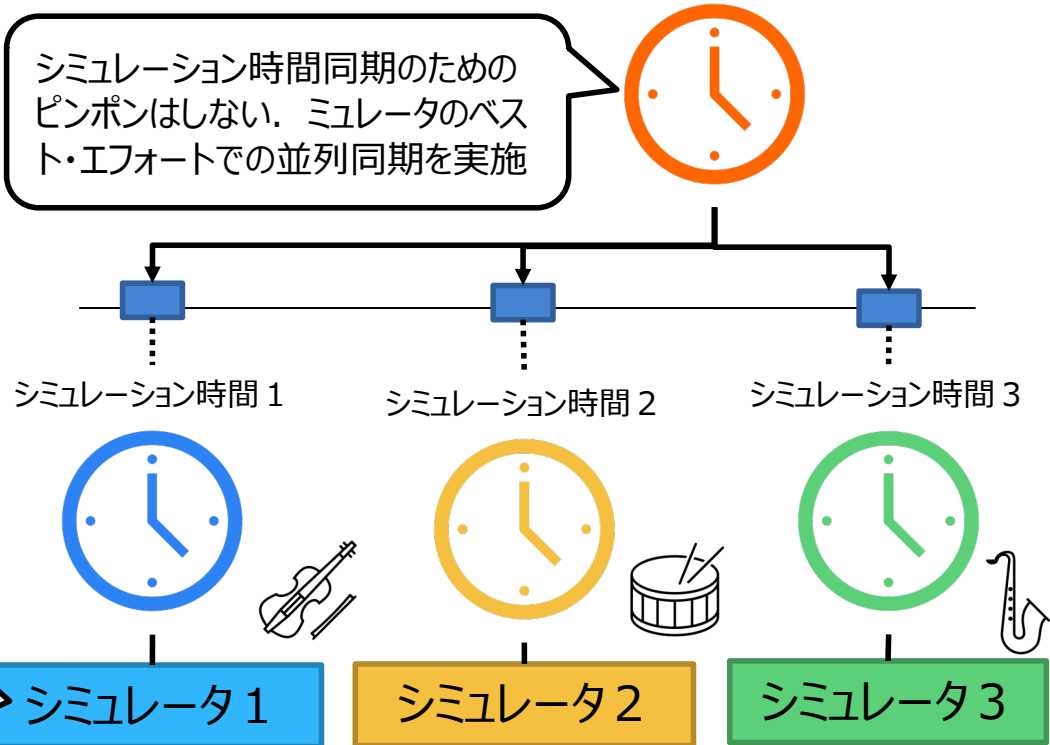 シミュレーション時間同期のための
ピンポンはしない．ミュレータのベス
ト・エフォートでの並列同期を実施
シミュレーション時間１
シミュレーション時間２
シミュレーション時間３
シミュレータ１
シミュレータ２
シミュレータ３